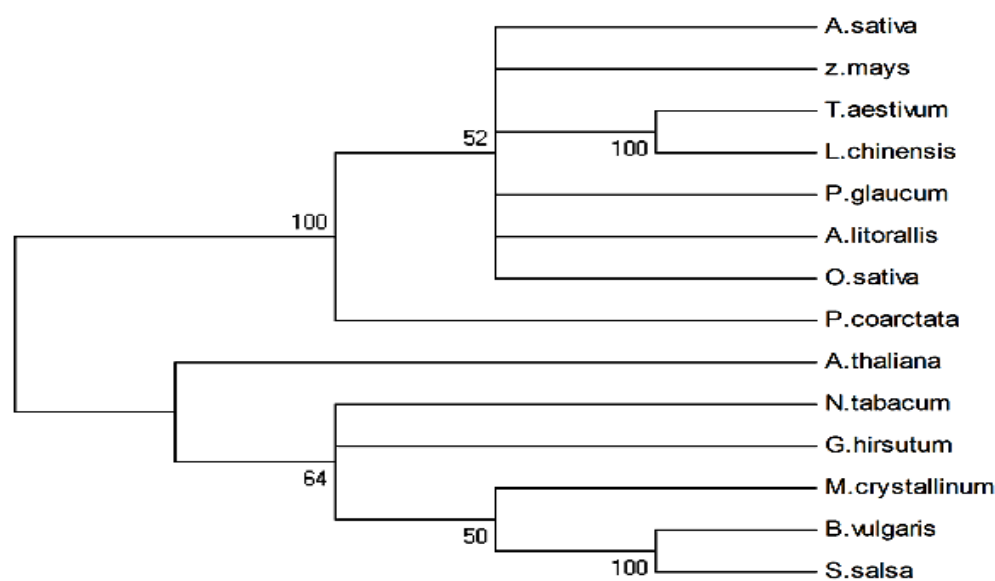 A.sativa
z.mays
T.aestivum
52
100
L.chinensis
P.glaucum
100
A.litorallis
O.sativa
P.coarctata
A.thaliana
N.tabacum
G.hirsutum
64
M.crystallinum
B.vulgaris
50
100
S.salsa